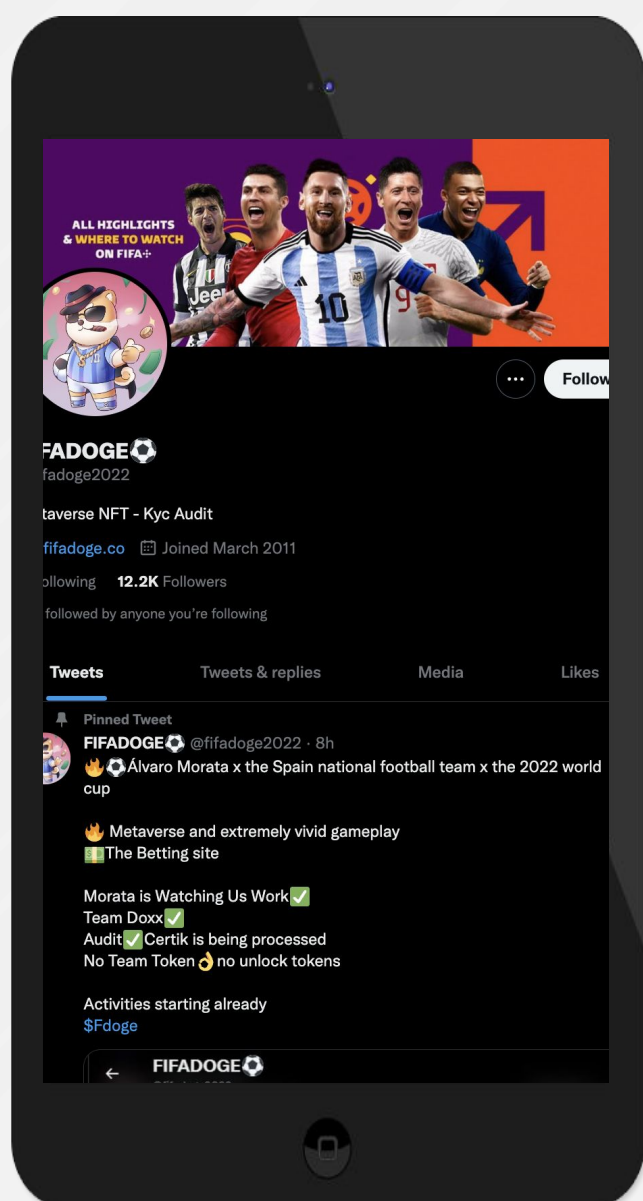 ALL HIGHLIGHTS
& WHERE TO WATCH
ON FIFA+
Jeep
10
9
Follow
FADOGE⚽
fadoge2022
taverse NFT - Kyc Audit
fifadoge.co Joined March 2011
ollowing 12.2K Followers
followed by anyone you're following
Tweets Tweets & replies Media Likes
Pinned Tweet
FIFADOGE⚽ @fifadoge2022 · 8h
🔥⚽Álvaro Morata x the Spain national football team x the 2022 world
cup
🔥 Metaverse and extremely vivid gameplay
💵The Betting site
Morata is Watching Us Work✅
Team Doxx✅
Audit✅Certik is being processed
No Team Token👌no unlock tokens
Activities starting already
$Fdoge
FIFADOGE⚽